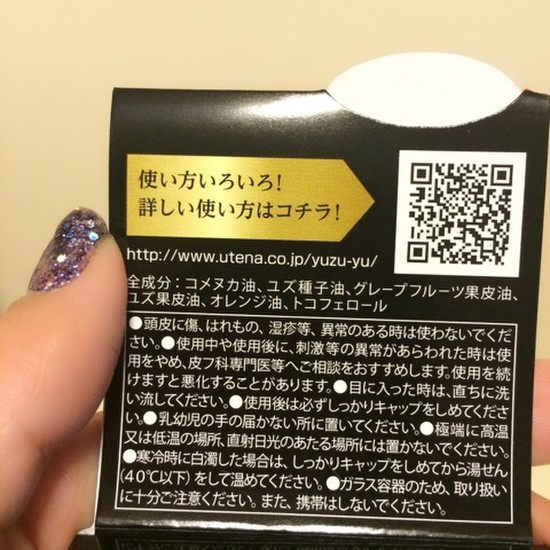 使い方いろいろ!
詳しい使い方はコチラ!
http://www.utena.co.jp/yuzu-yu/
全成分:コメヌカ油、ユズ種子油、グレープフルーツ果皮油、
ユズ果皮油、オレンジ油、トコフェロール
●頭皮に傷、はれもの、湿疹等、異常のある時は使わないでくだ
さい。●使用中や使用後に、刺激等の異常があらわれた時は使
用をやめ、皮フ科専門医等へご相談をおすすめします。使用を続
けますと悪化することがあります。●目に入った時は、直ちに洗
い流してください。●使用後は必ずしっかりキャップをしめてくださ
い。●乳幼児の手の届かない所に置いてください。●極端に高温
又は低温の場所、直射日光のあたる場所には置かないでください。
●寒冷時に白濁した場合は、しっかりキャップをしめてから湯せん
(40℃以下)をして温めてください。●ガラス容器のため、取り扱い
に十分ご注意ください。また、携帯はしないでください。